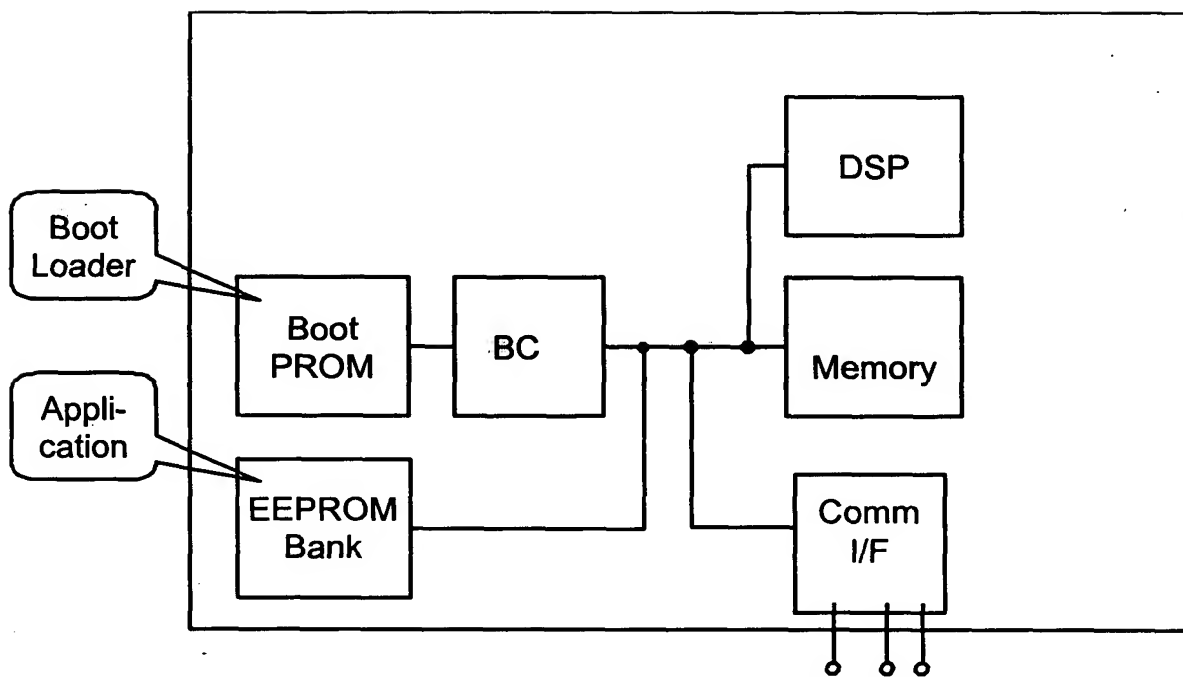 DSP
Boot
Loader
Boot
PROM
BC
Memory
Appli-
cation
EEPROM
Bank
Comm
I/F